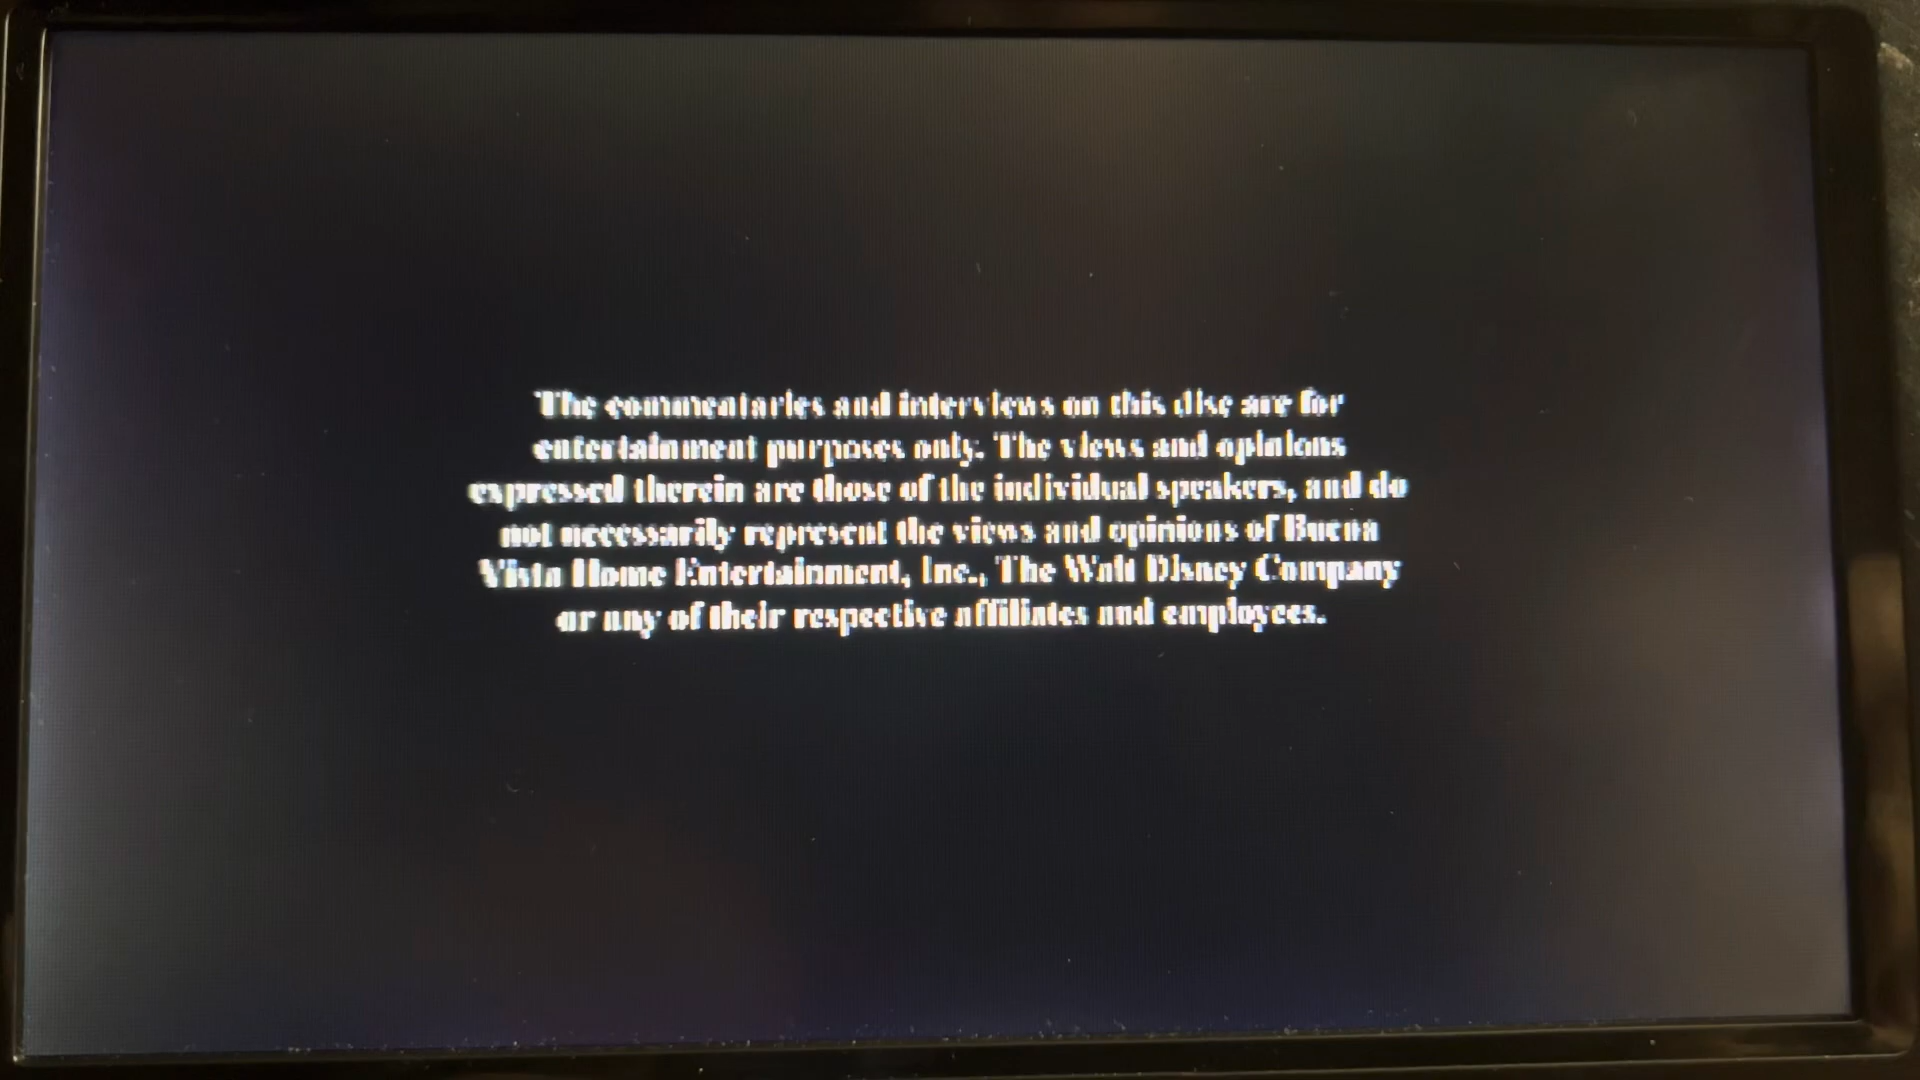 The commentaries and interviews on this disc are for
entertainment purposes only. The views and opinions
expressed therein are those of the individual speakers, and do
not necessarily represent the views and opinions of Buena
Vista Home Entertainment, Inc., The Walt Disney Company
or any of their respective affiliates and employees.